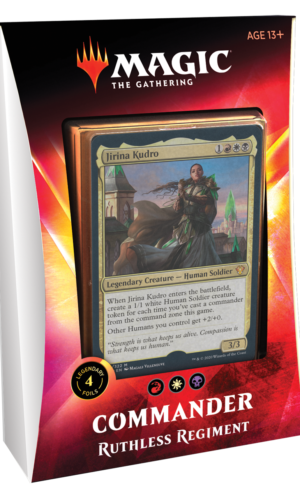 AGE 13+
MAGIC
THE GATHERING
Jirina Kudro
1
Legendary Creature — Human Soldier
When Jirina Kudro enters the battlefield,
create a 1/1 white Human Soldier creature
token for each time you've cast a commander
from the command zone this game.
Other Humans you control get +2/+0.
"Strength is what keeps us alive. Compassion is
what keeps us human."
3/3
LEGENDARY
4
FOILS
COMMANDER
RUTHLESS REGIMENT